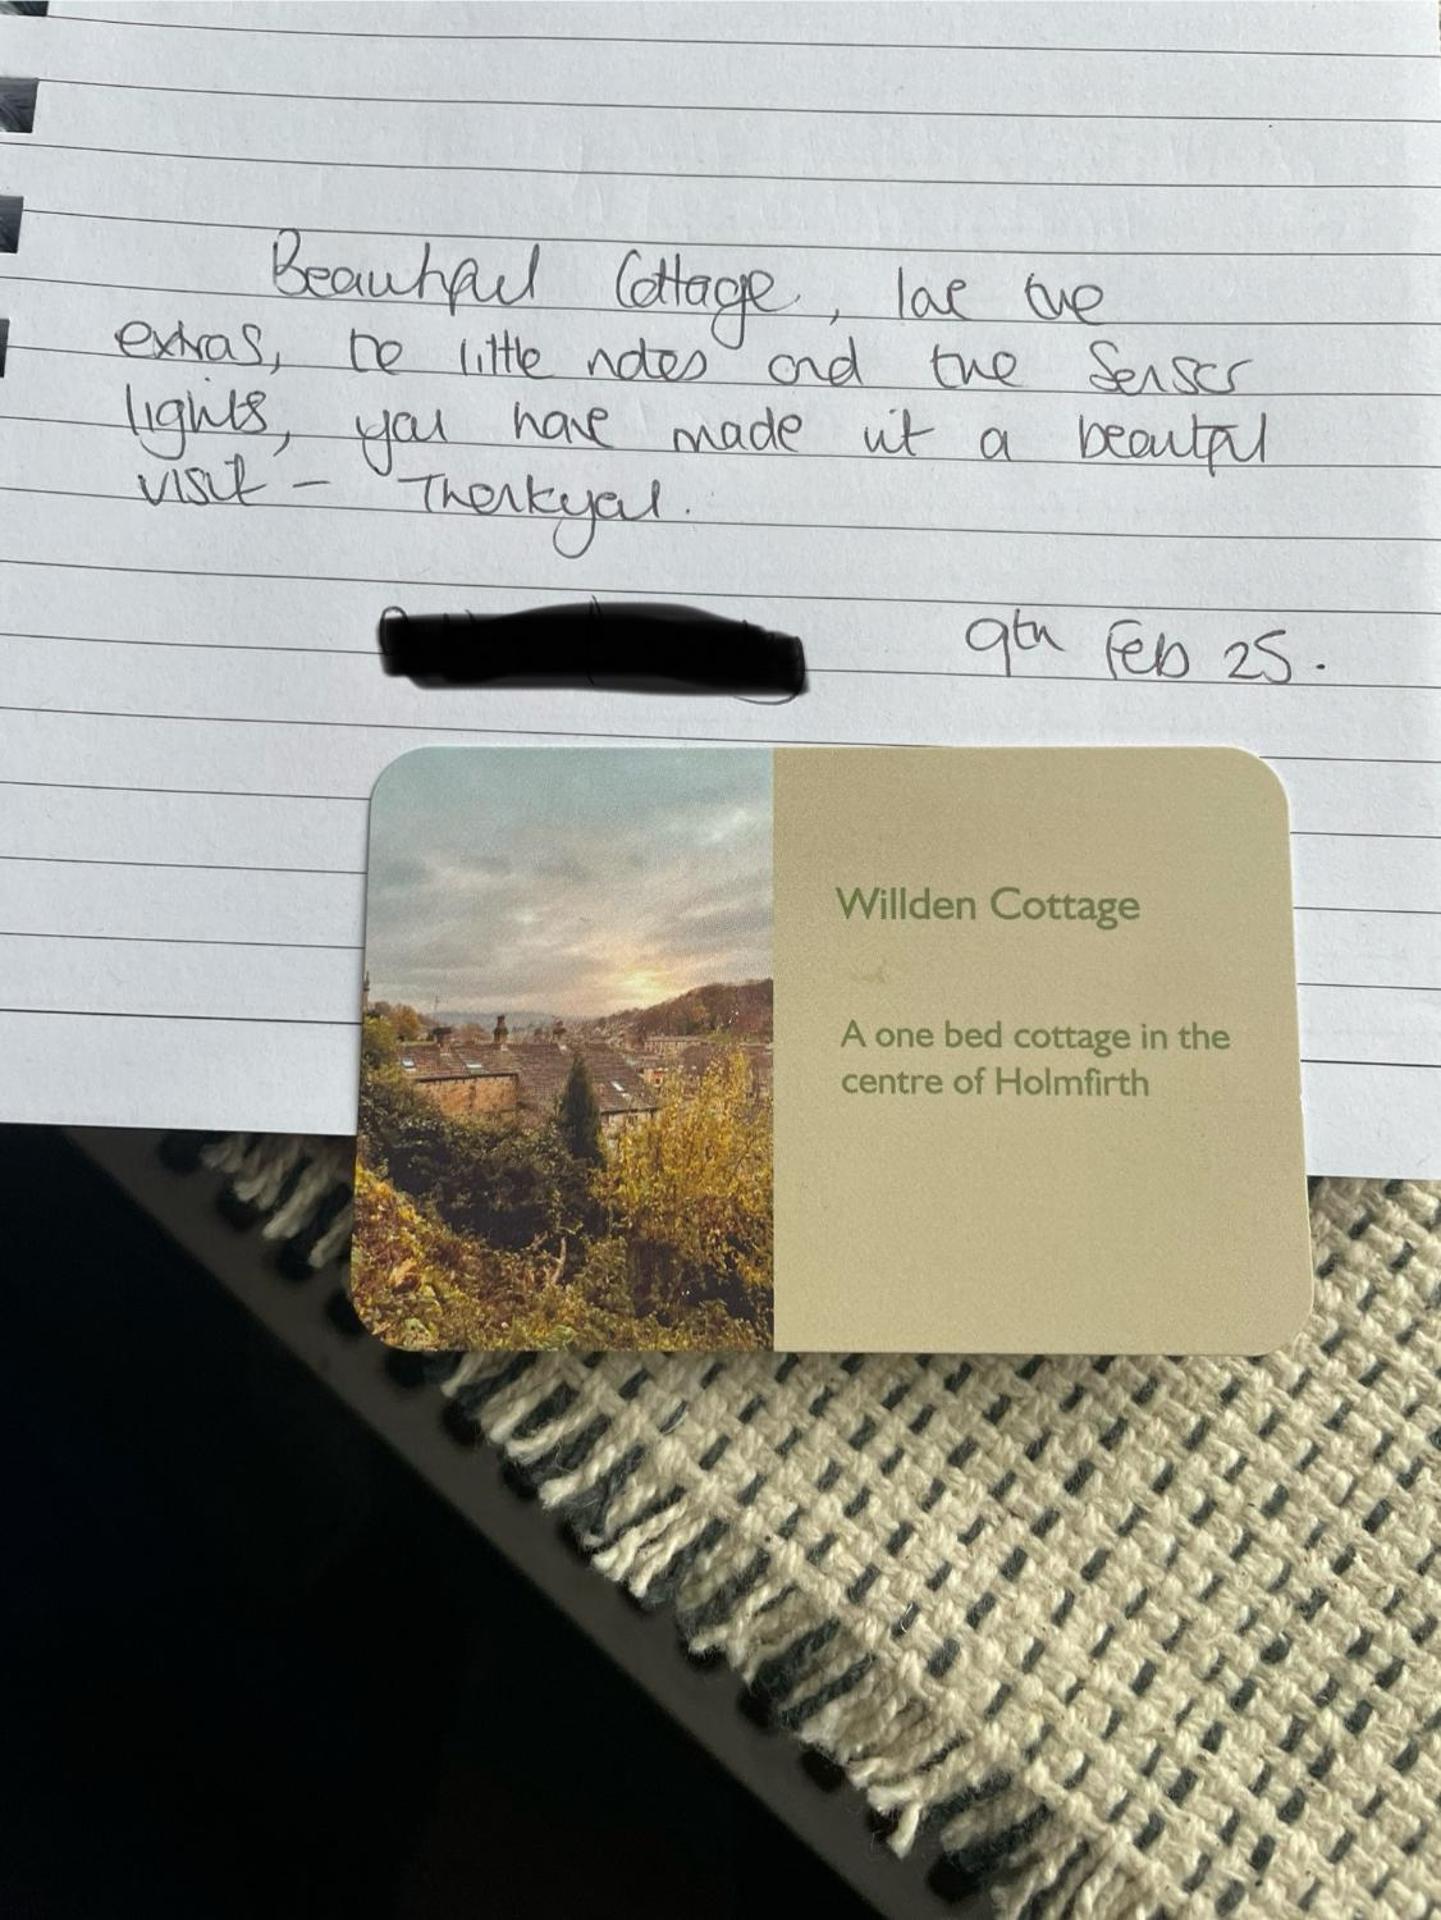 Beautiful Cottage, love the
extras, the little notes and the sensor
lights, you have made it a beautiful
visit - Thankyou.
9th Feb 25.
Willden Cottage
A one bed cottage in the
centre of Holmfirth